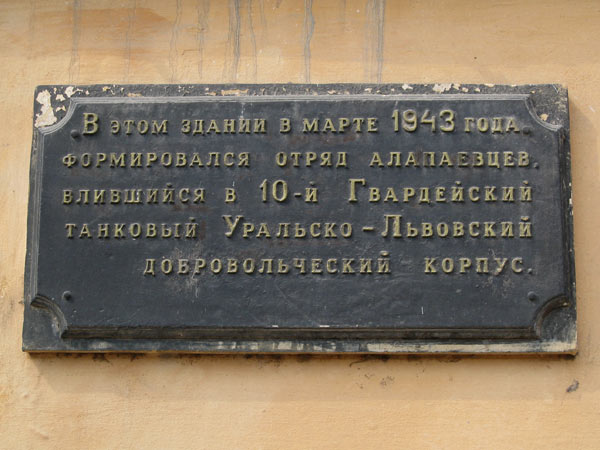 В этом здании в марте 1943 года
формировался отряд алапаевцев,
влившийся в 10-й Гвардейский
танковый Уральско-Львовский
добровольческий корпус.